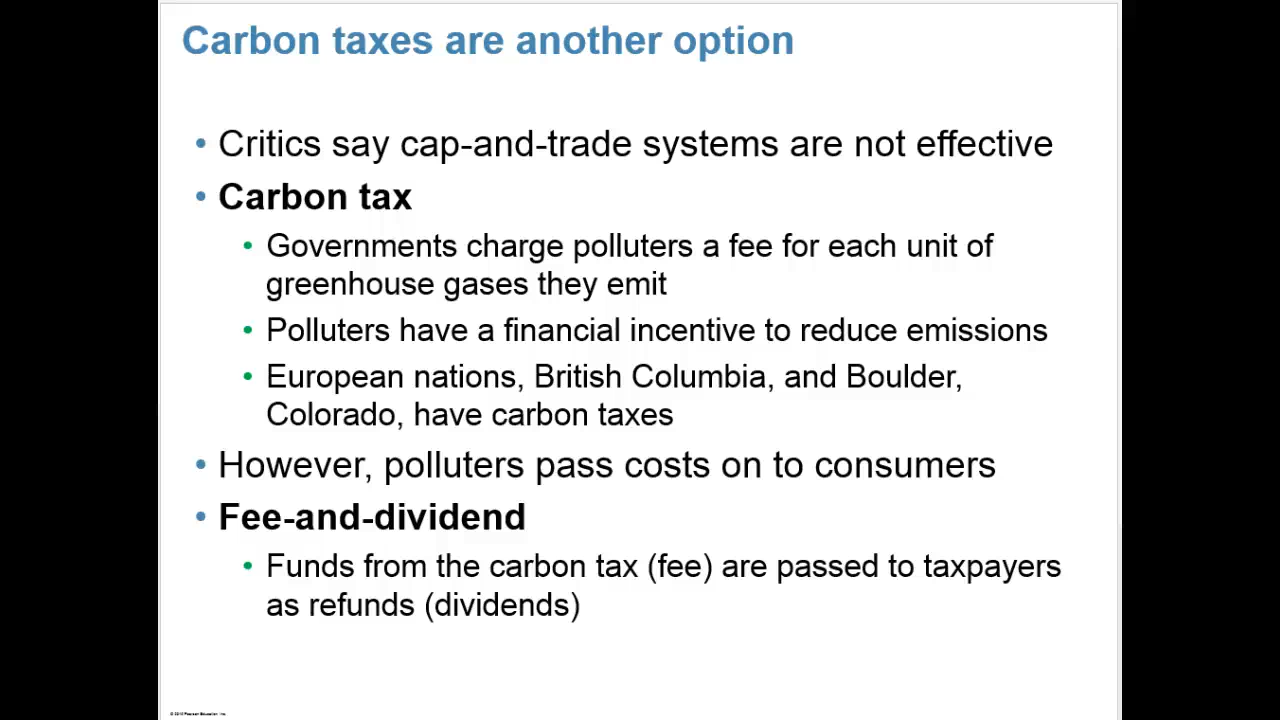 Carbon taxes are another option
• Critics say cap-and-trade systems are not effective
• Carbon tax
• Governments charge polluters a fee for each unit of
greenhouse gases they emit
• Polluters have a financial incentive to reduce emissions
• European nations, British Columbia, and Boulder,
Colorado, have carbon taxes
• However, polluters pass costs on to consumers
• Fee-and-dividend
• Funds from the carbon tax (fee) are passed to taxpayers
as refunds (dividends)
Pearson Education, Inc.